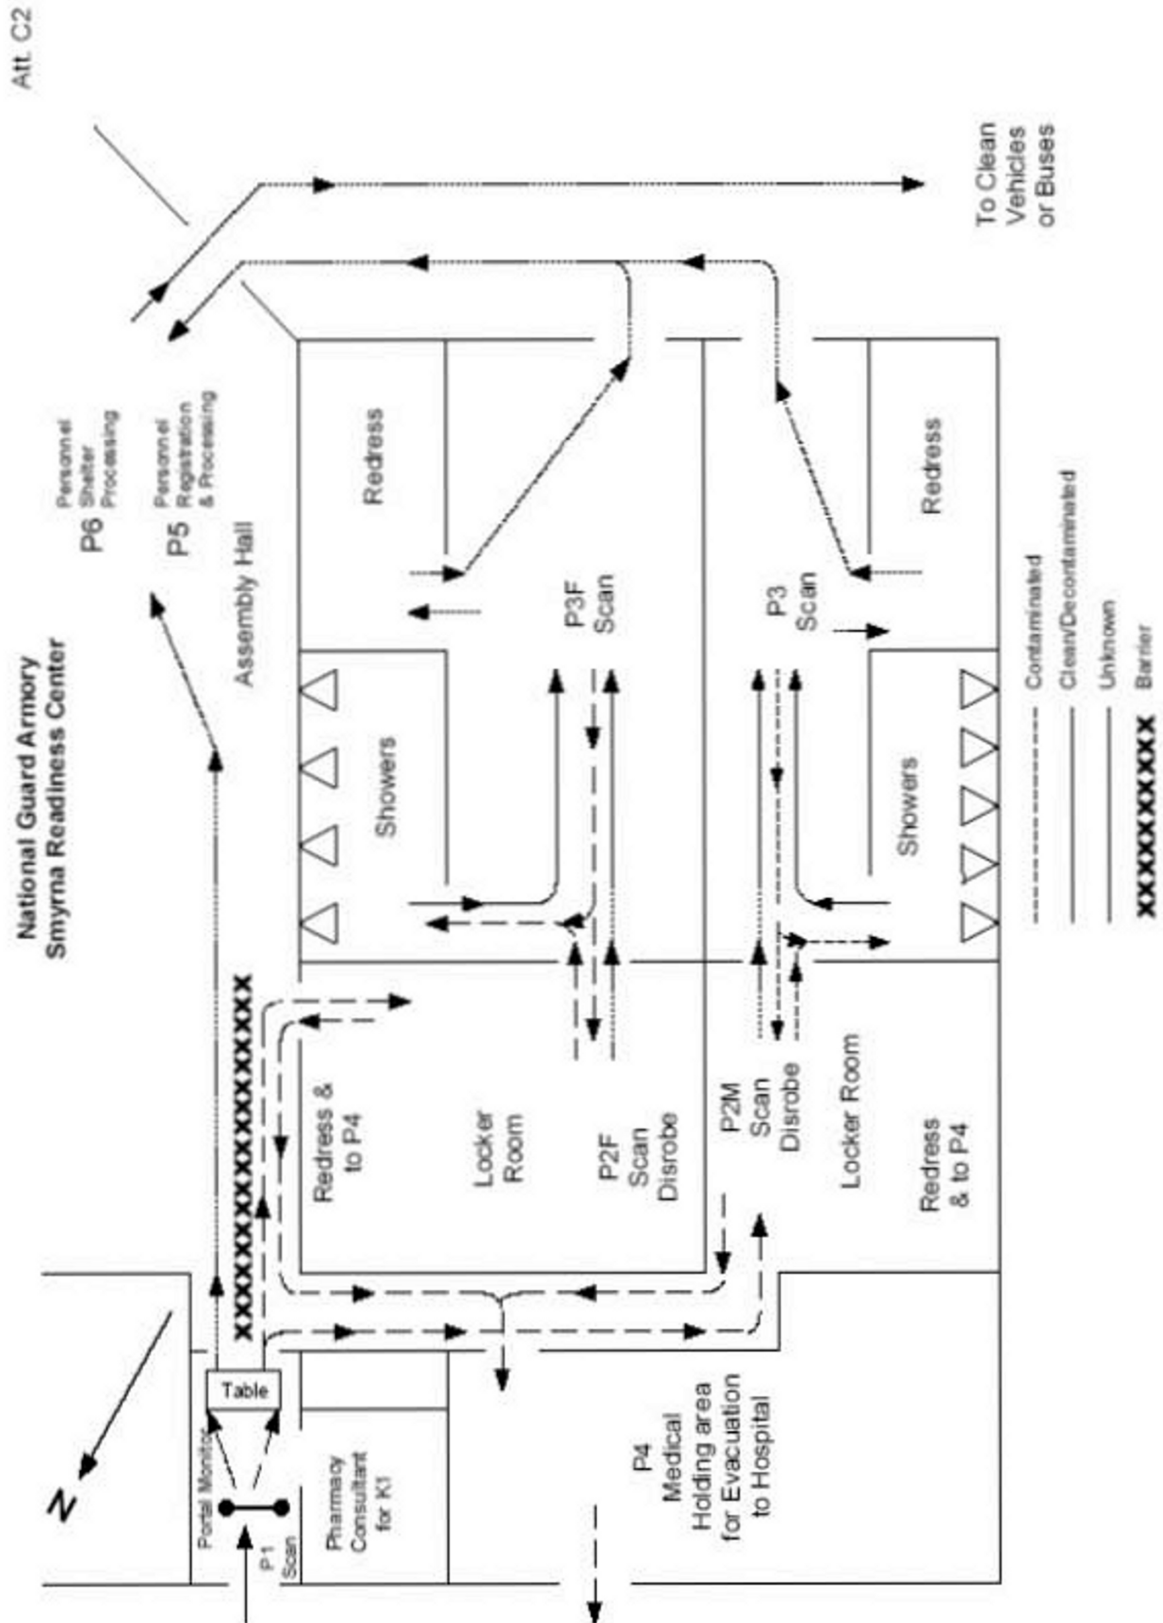 Att. C2
National Guard Armory
Smyrna Readiness Center
P6
Personnel
Shelter
Processing
P5
Personnel
Registration
& Processing
Assembly Hall
To Clean
Vehicles
or Buses
Redress
Redress
P3F
Scan
P3
Scan
Showers
Showers
Redress &
to P4
Locker
Room
P2F
Scan
Disrobe
P2M
Scan
Disrobe
Locker Room
Redress
& to P4
N
Table
Portal Monitor
P1
Scan
Pharmacy
Consultant
for K1
P4
Medical
Holding area
for Evacuation
to Hospital
Contaminated
Clean/Decontaminated
Unknown
Barrier